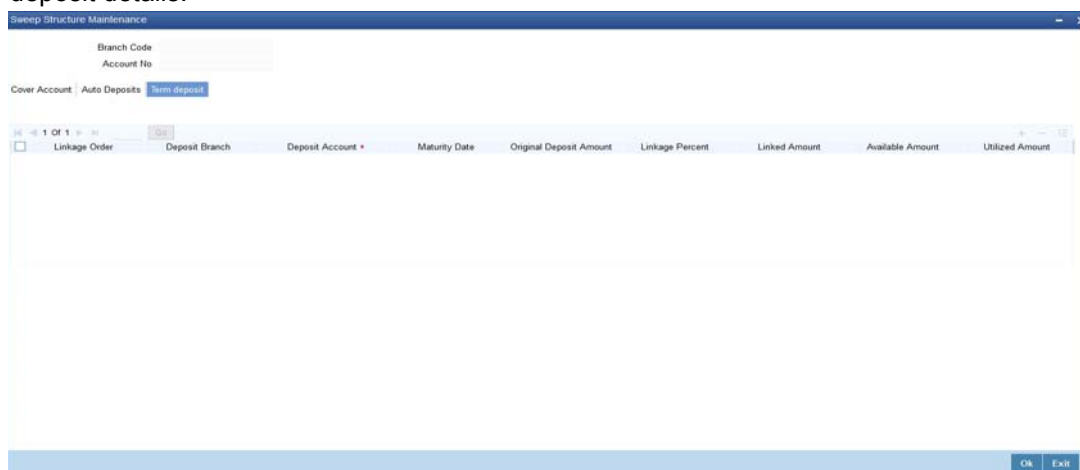 deposit details.
Sweep Structure Maintenance
Branch Code
Account No
Cover Account Auto Deposits Term deposit
1 Of 1 Go
Linkage Order Deposit Branch Deposit Account * Maturity Date Original Deposit Amount Linkage Percent Linked Amount Available Amount Utilized Amount
Ok Exit